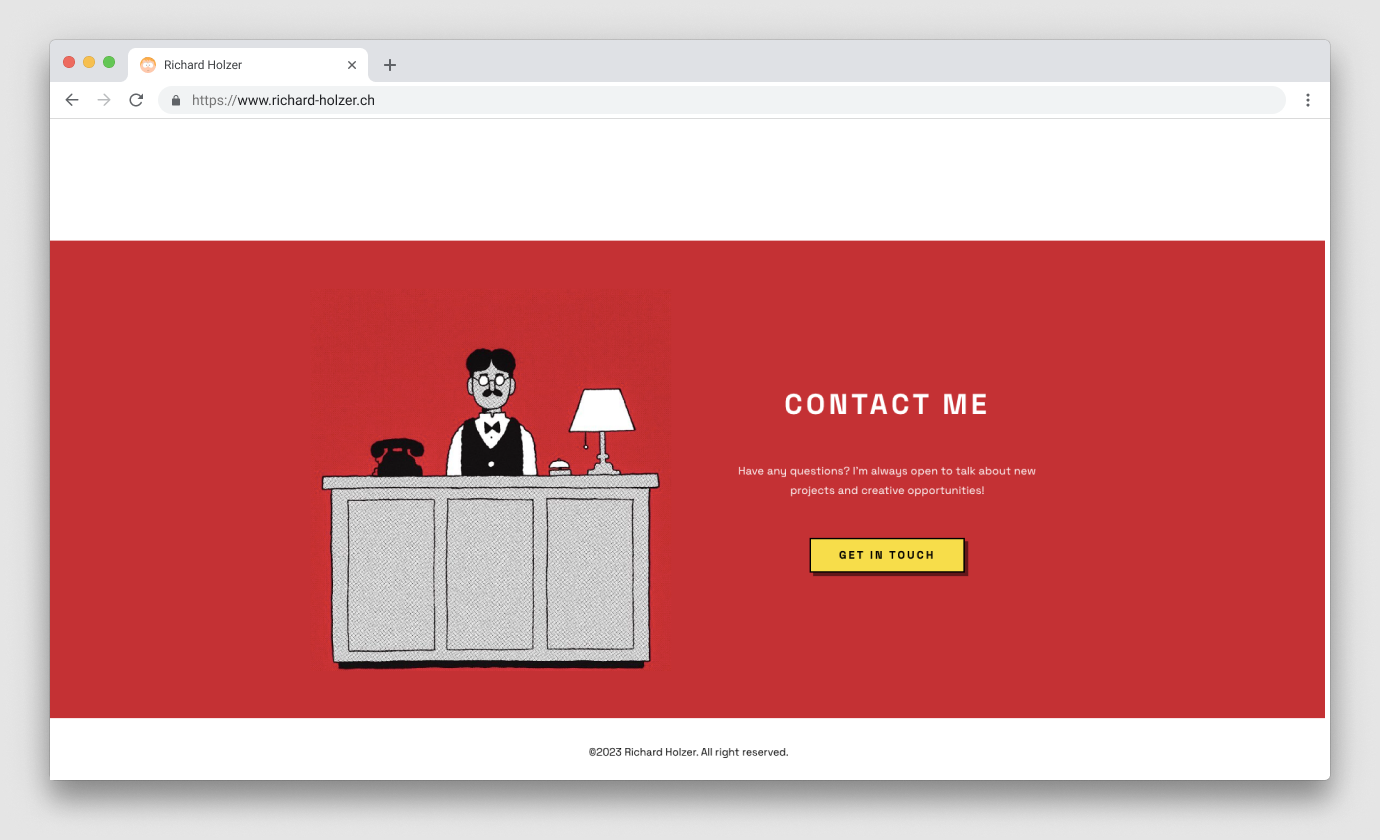 Richard Holzer
https://www.richard-holzer.ch
CONTACT ME
Have any questions? I'm always open to talk about new
projects and creative opportunities!
GET IN TOUCH
©2023 Richard Holzer. All right reserved.